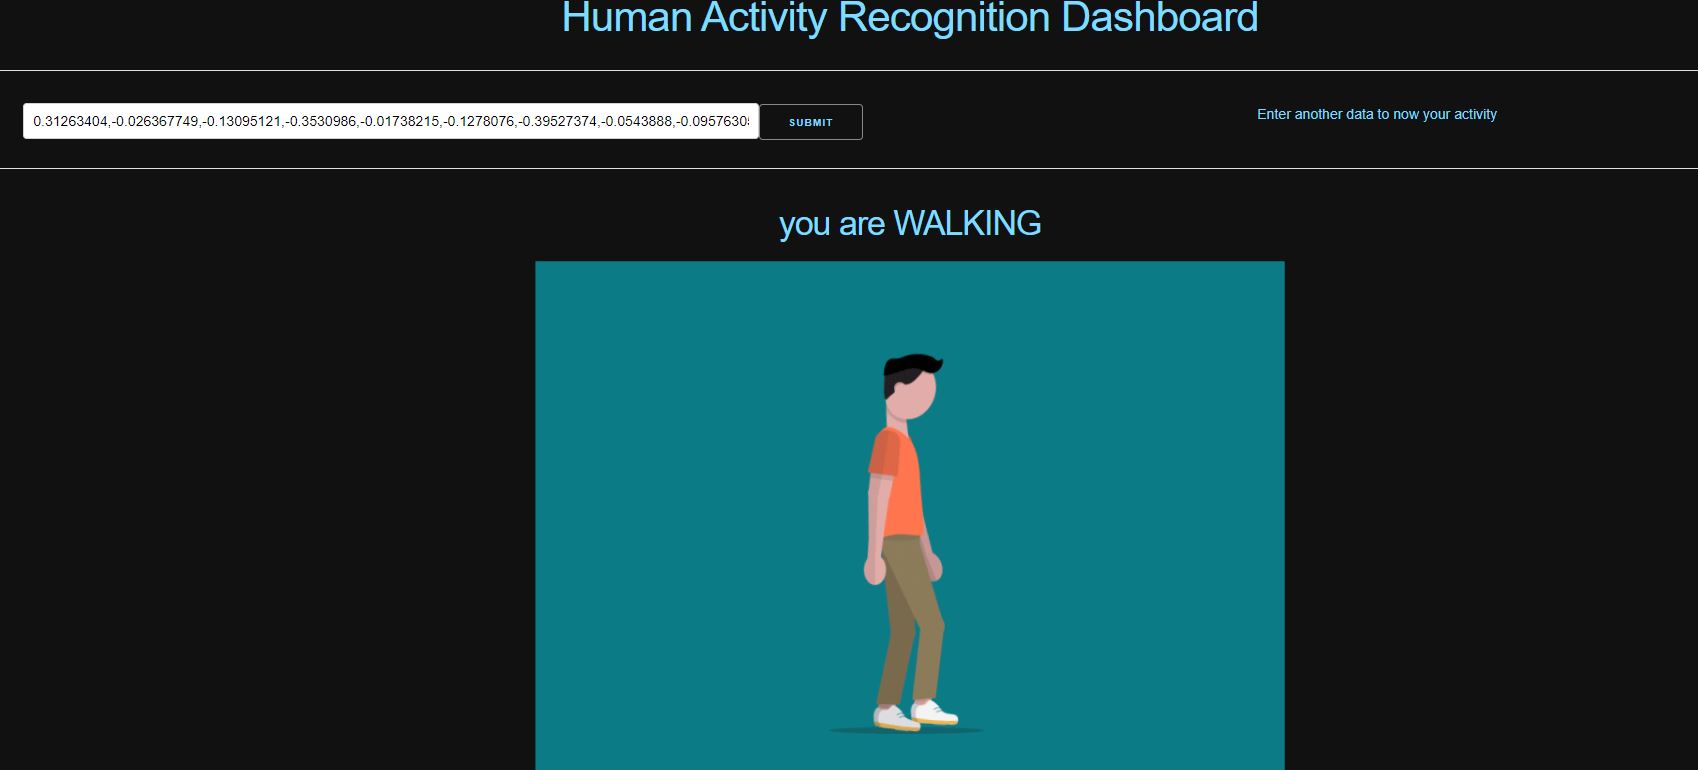 Human Activity Recognition Dashboard
0.31263404,-0.026367749,-0.13095121,-0.3530986,-0.01738215,-0.1278076,-0.39527374,-0.0543888,-0.0957630
SUBMIT
Enter another data to now your activity
you are WALKING